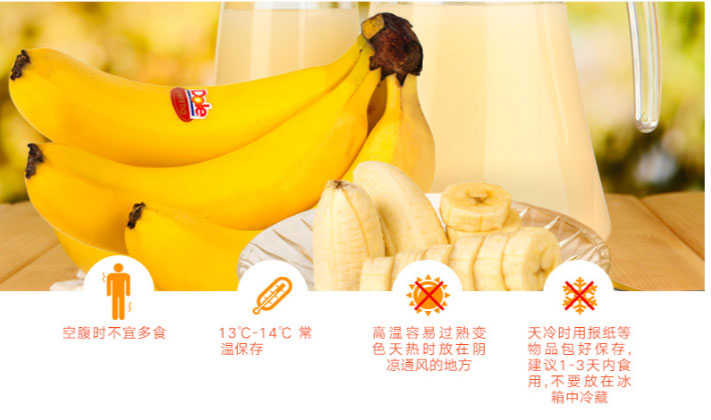 Dole
空腹时不宜多食
13℃-14℃ 常
温保存
高温容易过熟变
色天热时放在阴
凉通风的地方
天冷时用报纸等
物品包好保存,
建议1-3天内食
用,不要放在冰
箱中冷藏